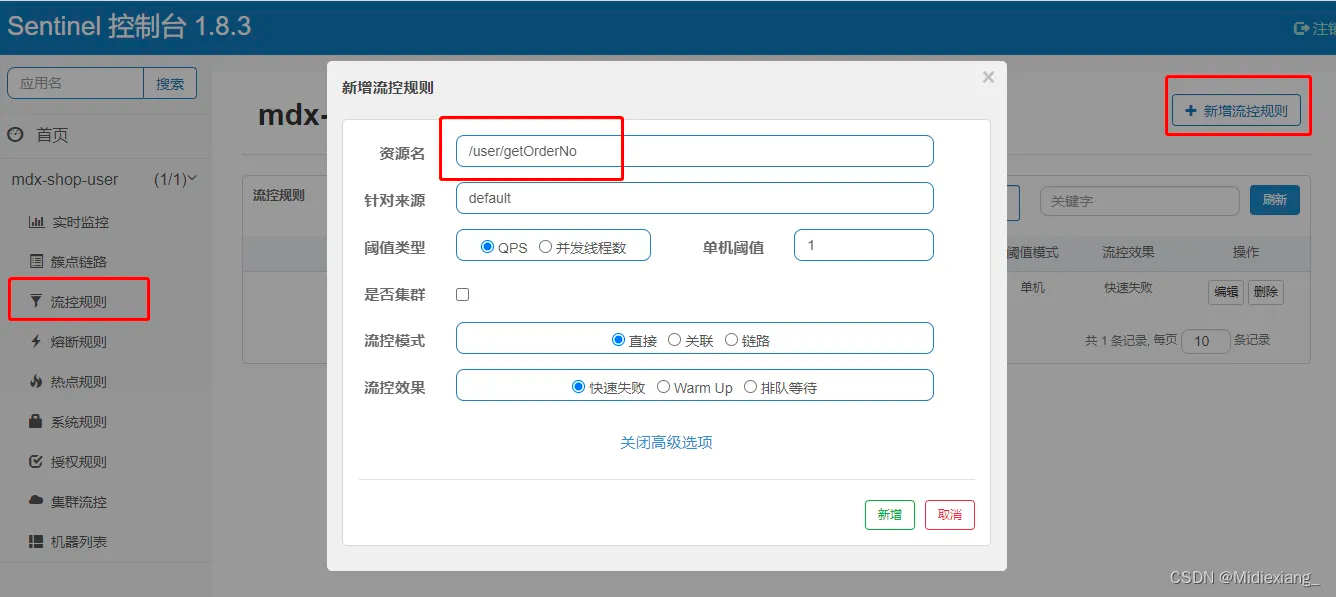 Sentinel 控制台 1.8.3
注销
应用名
搜索
首页
mdx-shop-user (1/1)
实时监控
簇点链路
流控规则
熔断规则
热点规则
系统规则
授权规则
集群流控
机器列表
mdx-
+ 新增流控规则
流控规则
关键字
刷新
阈值模式 流控效果 操作
单机 快速失败 编辑 删除
共 1 条记录, 每页 10 条记录
新增流控规则
×
资源名 /user/getOrderNo
针对来源 default
阈值类型 QPS 并发线程数 单机阈值 1
是否集群
流控模式 直接 关联 链路
流控效果 快速失败 Warm Up 排队等待
关闭高级选项
新增 取消
CSDN @Midiexiang_